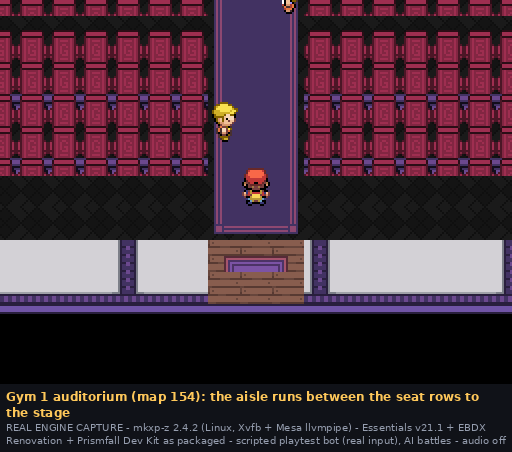 Gym 1 auditorium (map 154): the aisle runs between the seat rows to
the stage
REAL ENGINE CAPTURE - mkxp-z 2.4.2 (Linux, Xvfb + Mesa llvmpipe) - Essentials v21.1 + EBDX
Renovation + Prismfall Dev Kit as packaged - scripted playtest bot (real input), AI battles - audio off